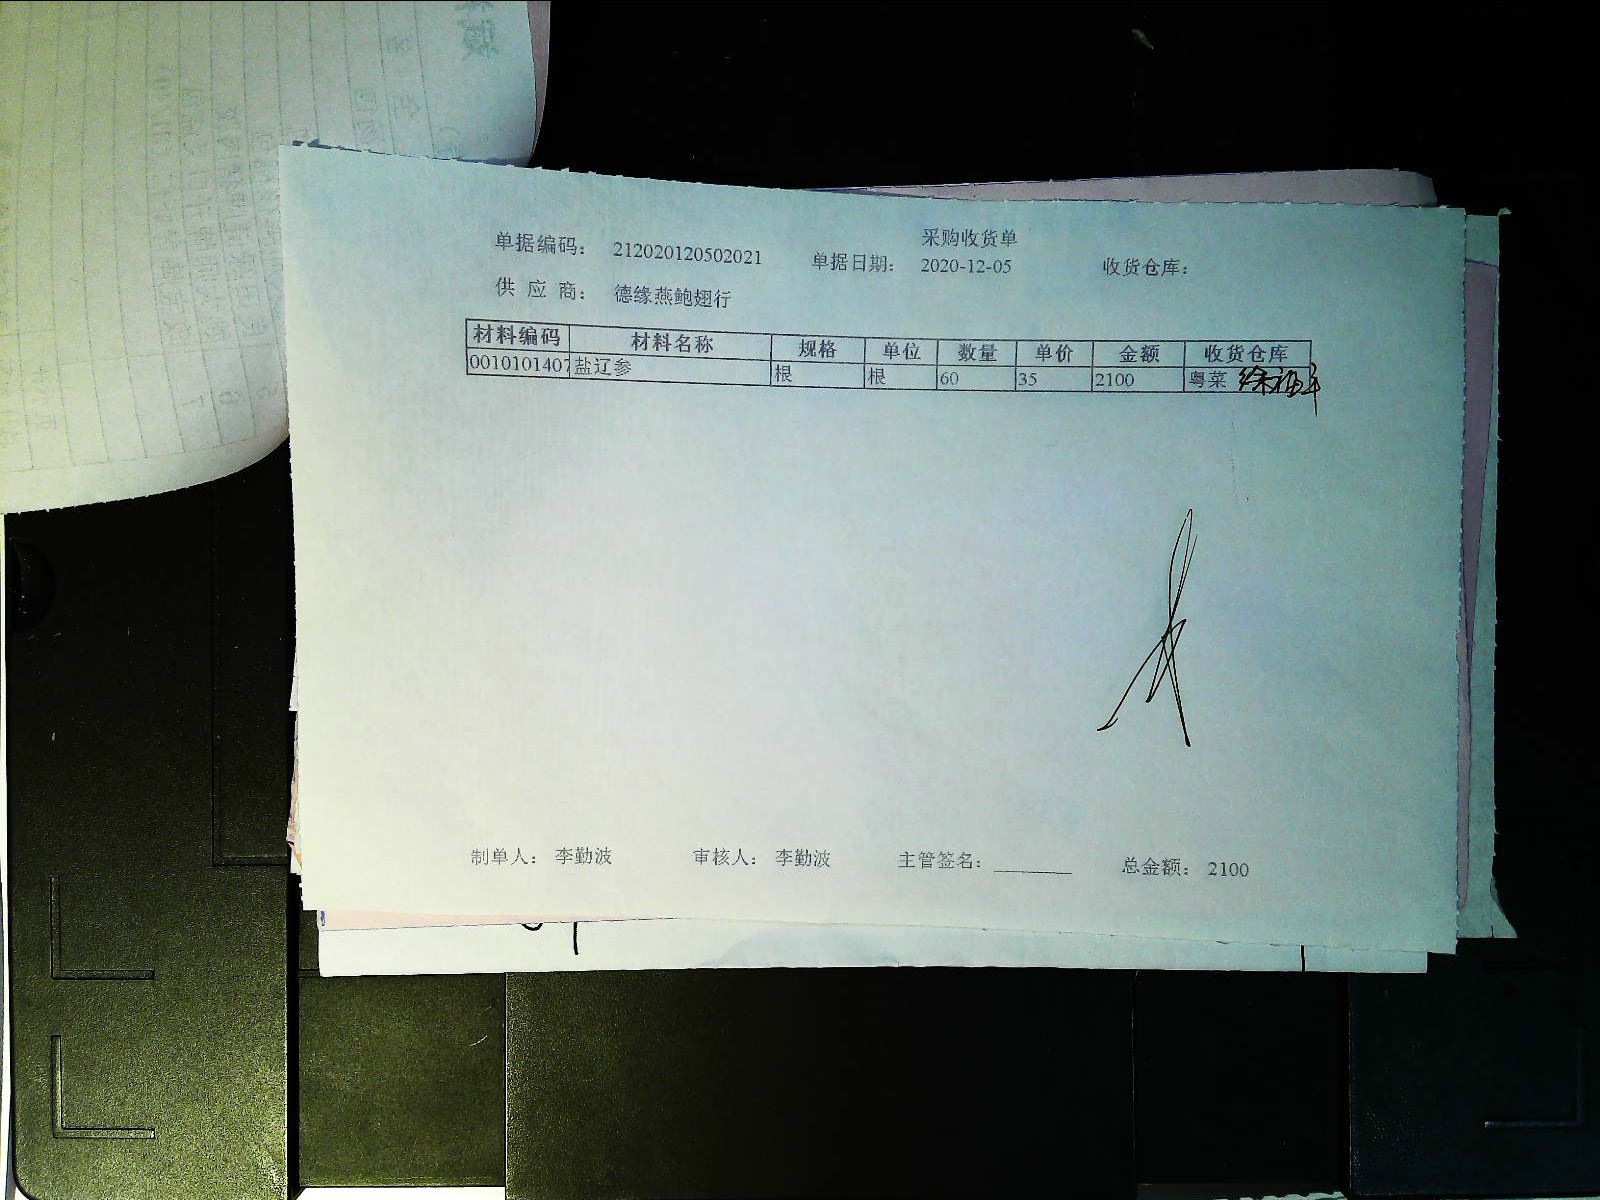 采购收货单
单据编码： 212020120502021 单据日期： 2020-12-05 收货仓库：
供 应 商： 德缘燕鲍翅行
材料编码 材料名称 规格 单位 数量 单价 金额 收货仓库
0010101407 盐辽参 根 根 60 35 2100 粤菜
制单人： 李勤波 审核人： 李勤波 主管签名： 总金额： 2100